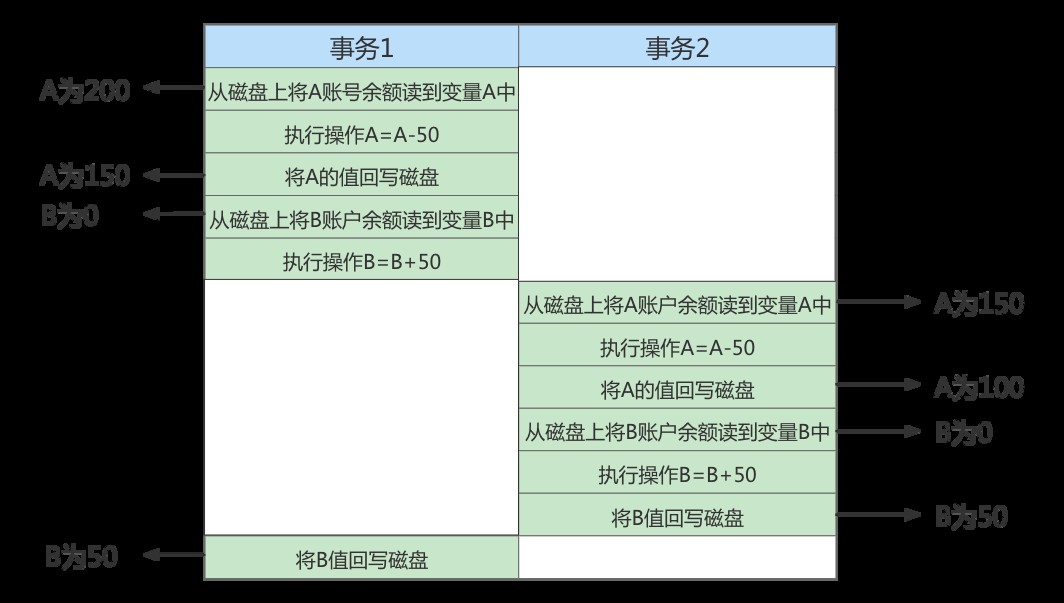 事务1
事务2
A为200
从磁盘上将A账号余额读到变量A中
执行操作A=A-50
A为150
将A的值回写磁盘
B为0
从磁盘上将B账户余额读到变量B中
执行操作B=B+50
从磁盘上将A账户余额读到变量A中
A为150
执行操作A=A-50
将A的值回写磁盘
A为100
从磁盘上将B账户余额读到变量B中
B为0
执行操作B=B+50
将B值回写磁盘
B为50
B为50
将B值回写磁盘